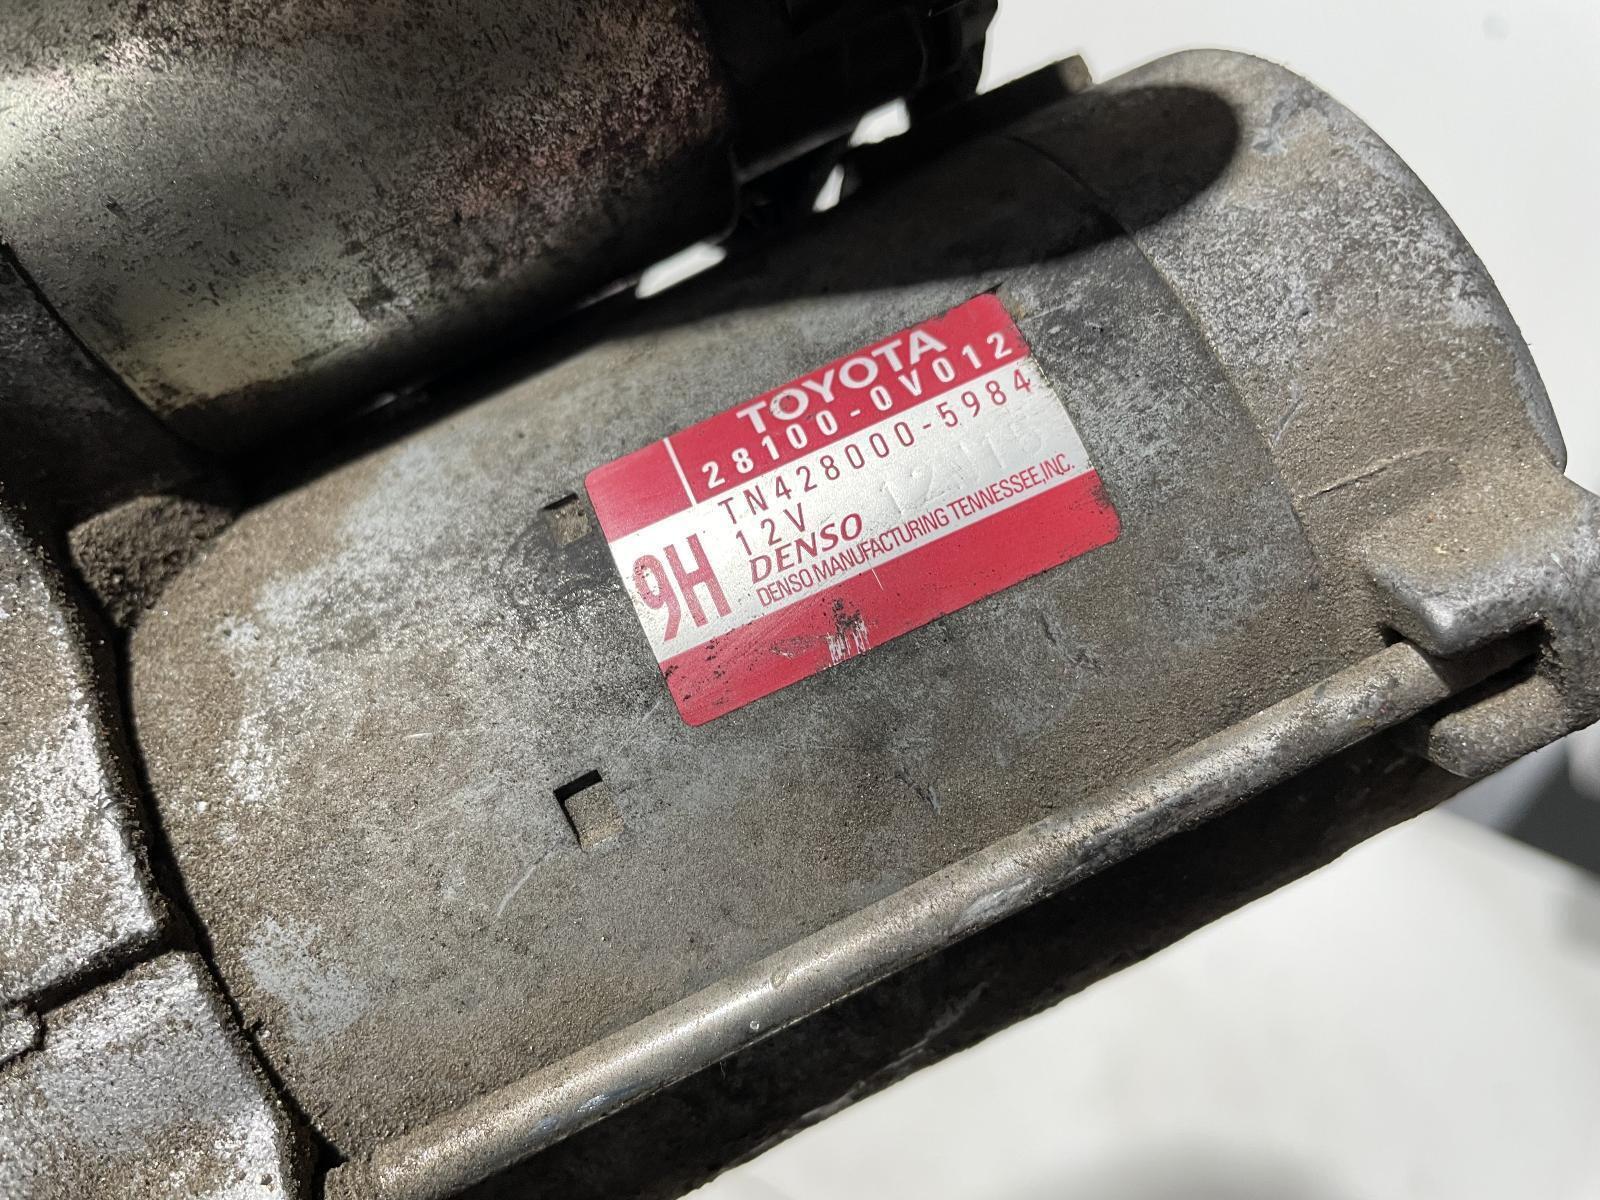 TOYOTA
28100-0V012
TN428000-5984
12V
DENSO
DENSO MANUFACTURING TENNESSEE,INC.
9H